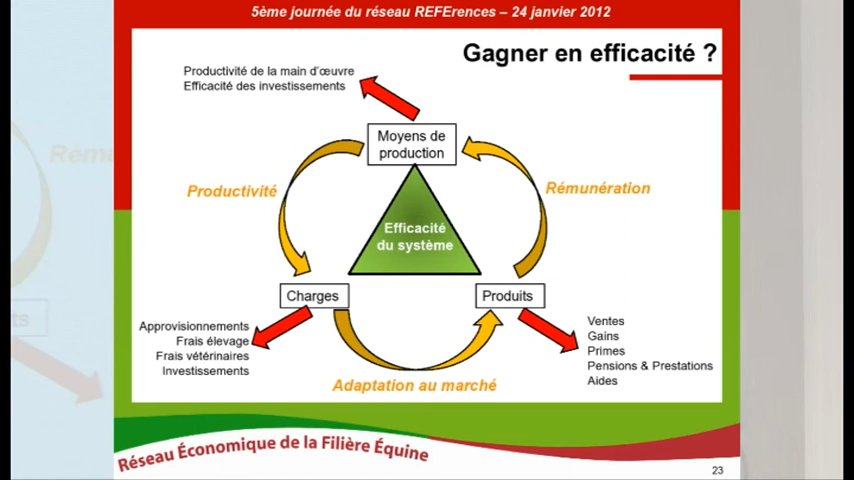 5ème journée du réseau REFErences – 24 janvier 2012
Gagner en efficacité ?
Productivité de la main d'œuvre
Efficacité des investissements
Moyens de
production
Productivité
Rémunération
Efficacité
du système
Charges
Produits
Approvisionnements
Frais élevage
Frais vétérinaires
Investissements
Ventes
Gains
Primes
Pensions & Prestations
Aides
Adaptation au marché
Réseau Économique de la Filière Équine
23